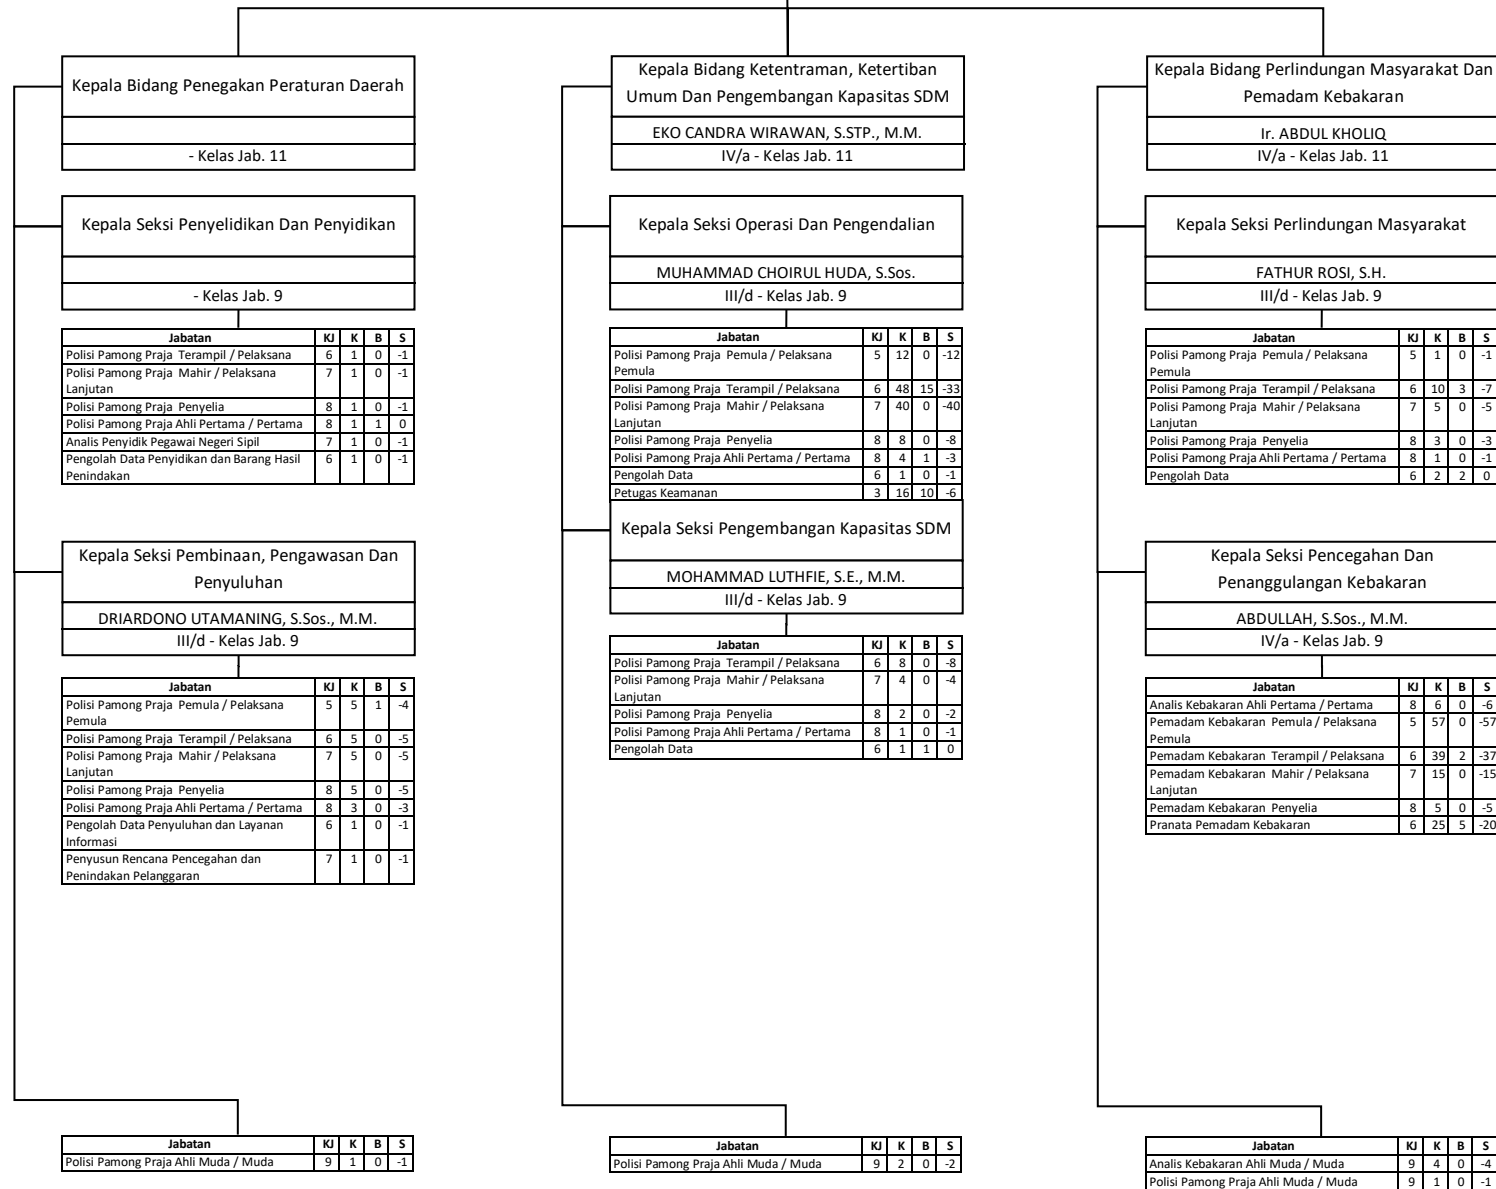 Kepala Bidang Penegakan Peraturan Daerah
- Kelas Jab. 11
Kepala Seksi Penyelidikan Dan Penyidikan
- Kelas Jab. 9
Jabatan KJ K B S
Polisi Pamong Praja Terampil / Pelaksana 6 1 0 -1
Polisi Pamong Praja Mahir / Pelaksana 7 1 0 -1
Lanjutan
Polisi Pamong Praja Penyelia 8 1 0 -1
Polisi Pamong Praja Ahli Pertama / Pertama 8 1 1 0
Analis Penyidik Pegawai Negeri Sipil 7 1 0 -1
Pengolah Data Penyidikan dan Barang Hasil 6 1 0 -1
Penindakan
Kepala Seksi Pembinaan, Pengawasan Dan
Penyuluhan
DRIARDONO UTAMANING, S.Sos., M.M.
III/d - Kelas Jab. 9
Jabatan KJ K B S
Polisi Pamong Praja Pemula / Pelaksana 5 5 1 -4
Pemula
Polisi Pamong Praja Terampil / Pelaksana 6 5 0 -5
Polisi Pamong Praja Mahir / Pelaksana 7 5 0 -5
Lanjutan
Polisi Pamong Praja Penyelia 8 5 0 -5
Polisi Pamong Praja Ahli Pertama / Pertama 8 3 0 -3
Pengolah Data Penyuluhan dan Layanan 6 1 0 -1
Informasi
Penyusun Rencana Pencegahan dan 7 1 0 -1
Penindakan Pelanggaran
Jabatan KJ K B S
Polisi Pamong Praja Ahli Muda / Muda 9 1 0 -1
Kepala Bidang Ketentraman, Ketertiban
Umum Dan Pengembangan Kapasitas SDM
EKO CANDRA WIRAWAN, S.STP., M.M.
IV/a - Kelas Jab. 11
Kepala Seksi Operasi Dan Pengendalian
MUHAMMAD CHOIRUL HUDA, S.Sos.
III/d - Kelas Jab. 9
Jabatan KJ K B S
Polisi Pamong Praja Pemula / Pelaksana 5 12 0 -12
Pemula
Polisi Pamong Praja Terampil / Pelaksana 6 48 15 -33
Polisi Pamong Praja Mahir / Pelaksana 7 40 0 -40
Lanjutan
Polisi Pamong Praja Penyelia 8 8 0 -8
Polisi Pamong Praja Ahli Pertama / Pertama 8 4 1 -3
Pengolah Data 6 1 0 -1
Petugas Keamanan 3 16 10 -6
Kepala Seksi Pengembangan Kapasitas SDM
MOHAMMAD LUTHFIE, S.E., M.M.
III/d - Kelas Jab. 9
Jabatan KJ K B S
Polisi Pamong Praja Terampil / Pelaksana 6 8 0 -8
Polisi Pamong Praja Mahir / Pelaksana 7 4 0 -4
Lanjutan
Polisi Pamong Praja Penyelia 8 2 0 -2
Polisi Pamong Praja Ahli Pertama / Pertama 8 1 0 -1
Pengolah Data 6 1 1 0
Jabatan KJ K B S
Polisi Pamong Praja Ahli Muda / Muda 9 2 0 -2
Kepala Bidang Perlindungan Masyarakat Dan
Pemadam Kebakaran
Ir. ABDUL KHOLIQ
IV/a - Kelas Jab. 11
Kepala Seksi Perlindungan Masyarakat
FATHUR ROSI, S.H.
III/d - Kelas Jab. 9
Jabatan KJ K B S
Polisi Pamong Praja Pemula / Pelaksana 5 1 0 -1
Pemula
Polisi Pamong Praja Terampil / Pelaksana 6 10 3 -7
Polisi Pamong Praja Mahir / Pelaksana 7 5 0 -5
Lanjutan
Polisi Pamong Praja Penyelia 8 3 0 -3
Polisi Pamong Praja Ahli Pertama / Pertama 8 1 0 -1
Pengolah Data 6 2 2 0
Kepala Seksi Pencegahan Dan
Penanggulangan Kebakaran
ABDULLAH, S.Sos., M.M.
IV/a - Kelas Jab. 9
Jabatan KJ K B S
Analis Kebakaran Ahli Pertama / Pertama 8 6 0 -6
Pemadam Kebakaran Pemula / Pelaksana 5 57 0 -57
Pemula
Pemadam Kebakaran Terampil / Pelaksana 6 39 2 -37
Pemadam Kebakaran Mahir / Pelaksana 7 15 0 -15
Lanjutan
Pemadam Kebakaran Penyelia 8 5 0 -5
Pranata Pemadam Kebakaran 6 25 5 -20
Jabatan KJ K B S
Analis Kebakaran Ahli Muda / Muda 9 4 0 -4
Polisi Pamong Praja Ahli Muda / Muda 9 1 0 -1